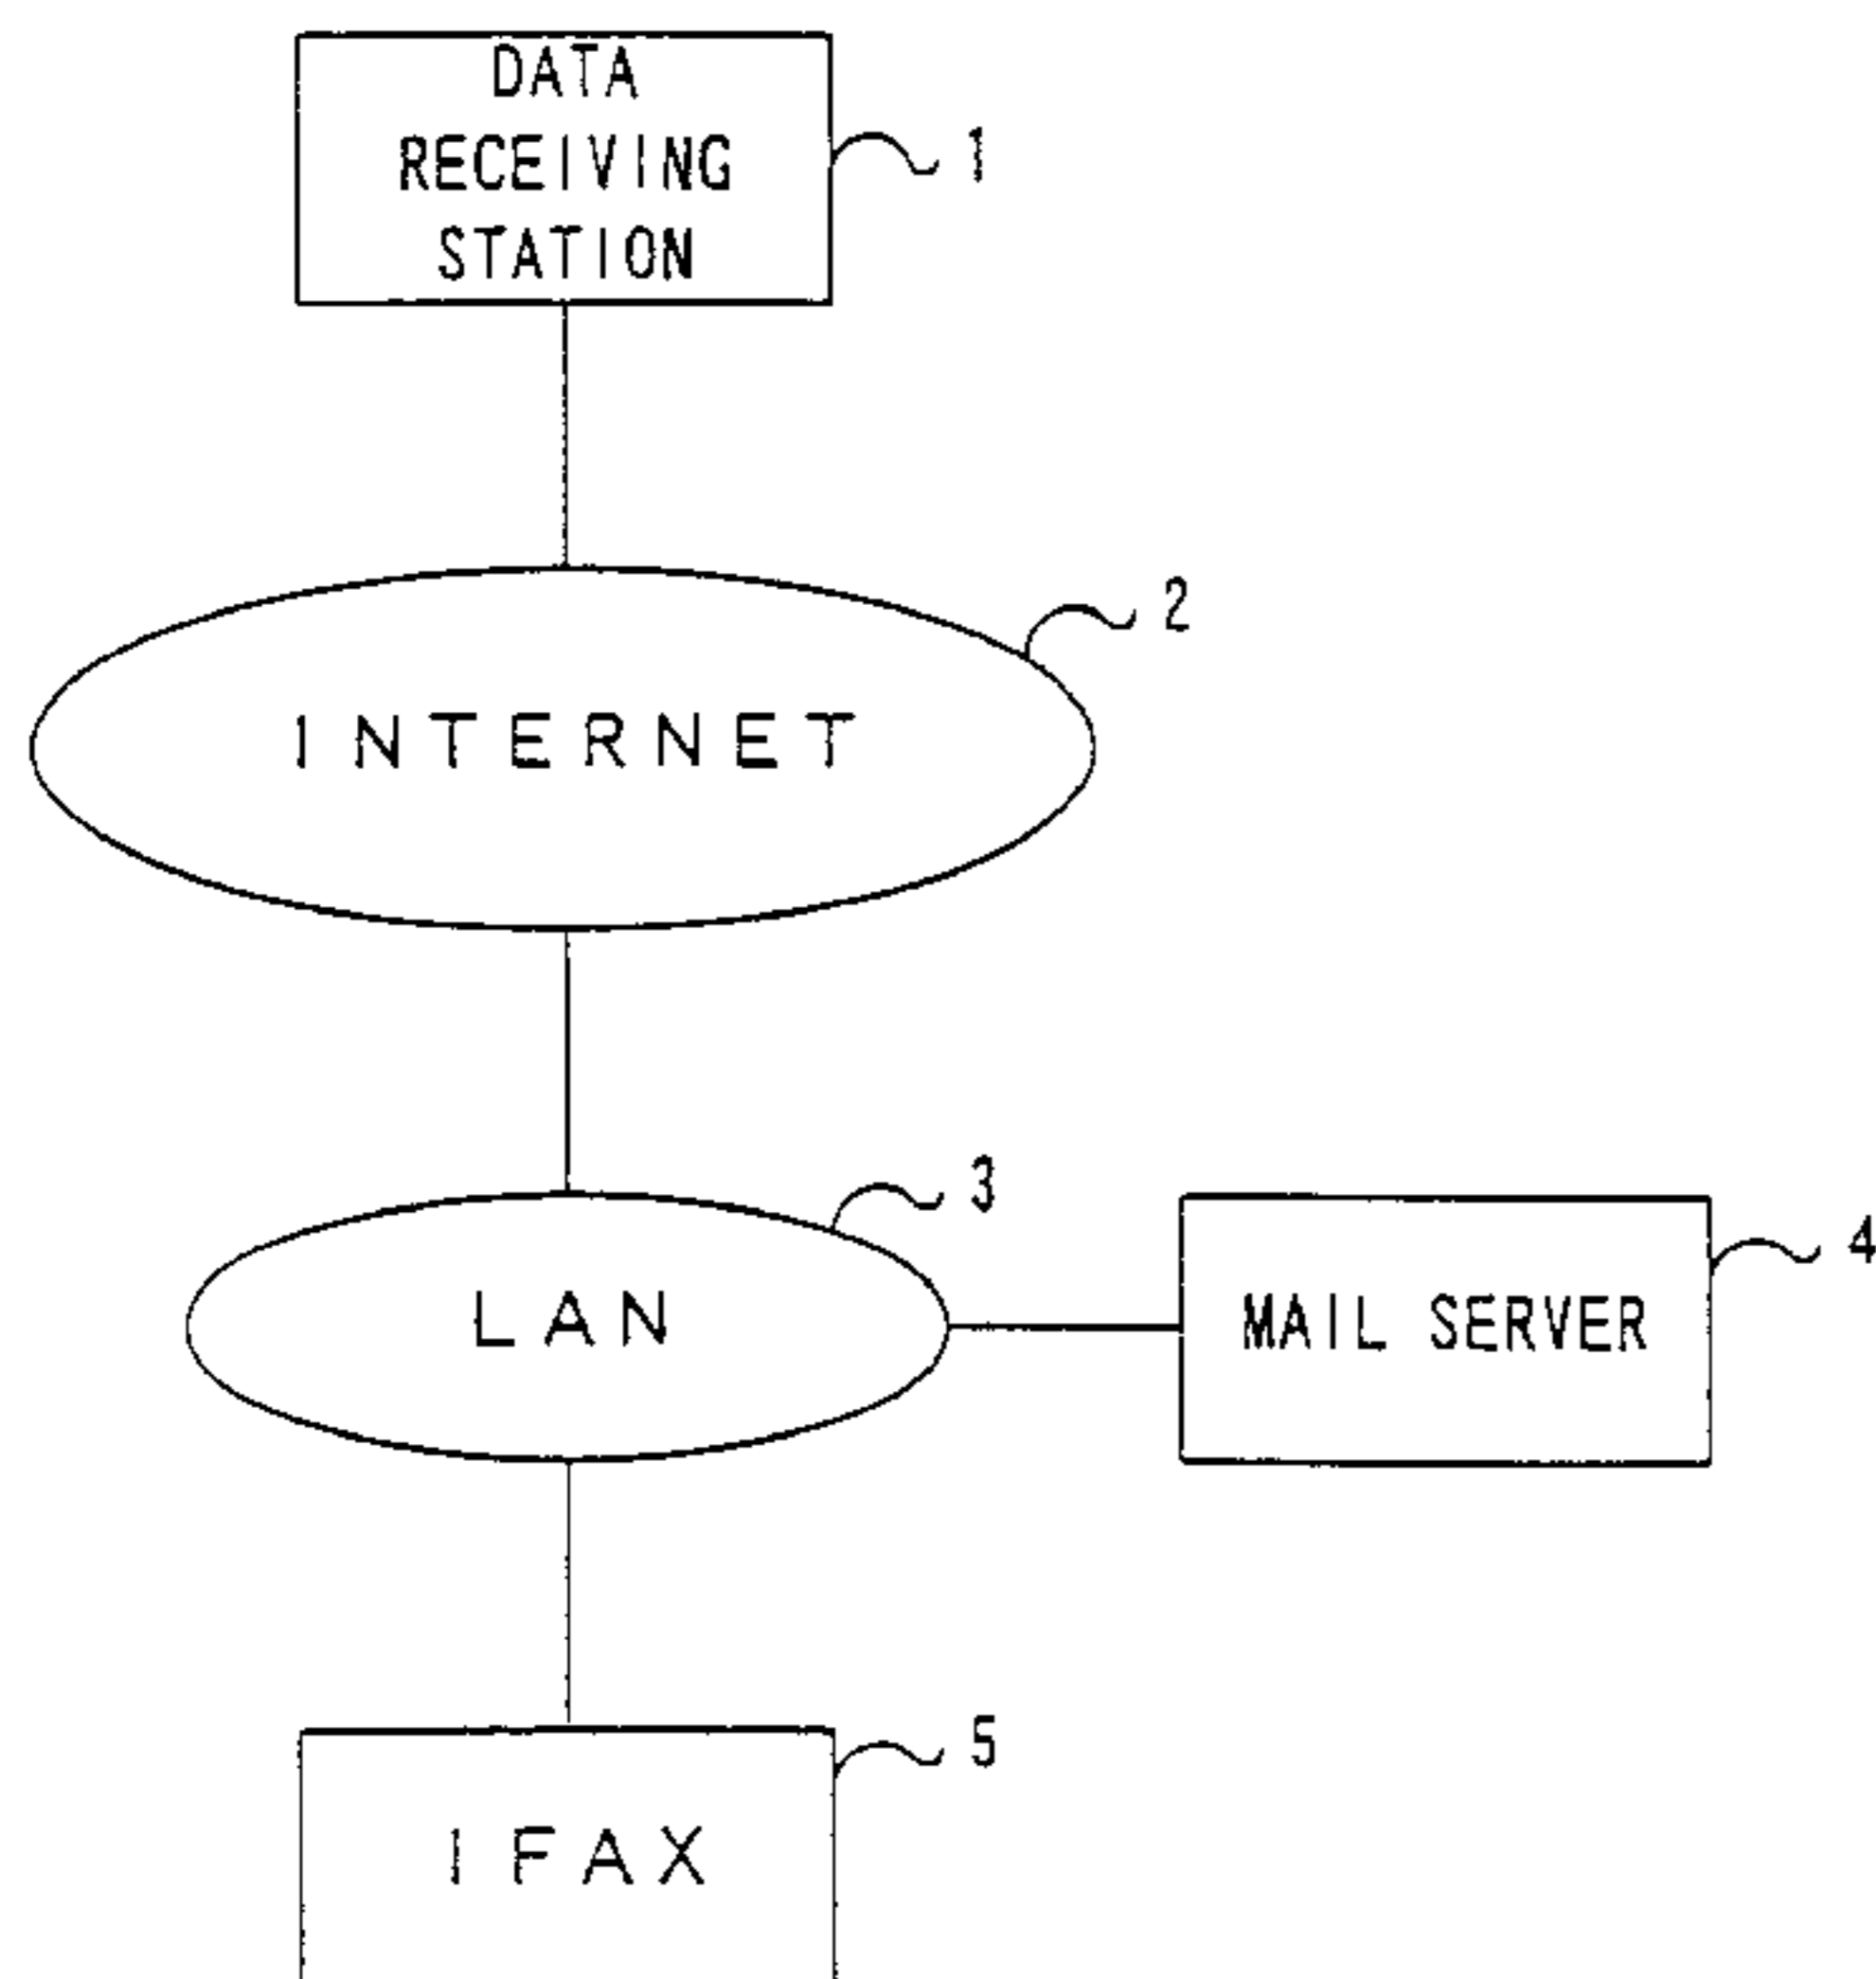 DATA
RECEIVING
STATION
1
2
INTERNET
3
4
LAN
MAIL SERVER
5
IFAX